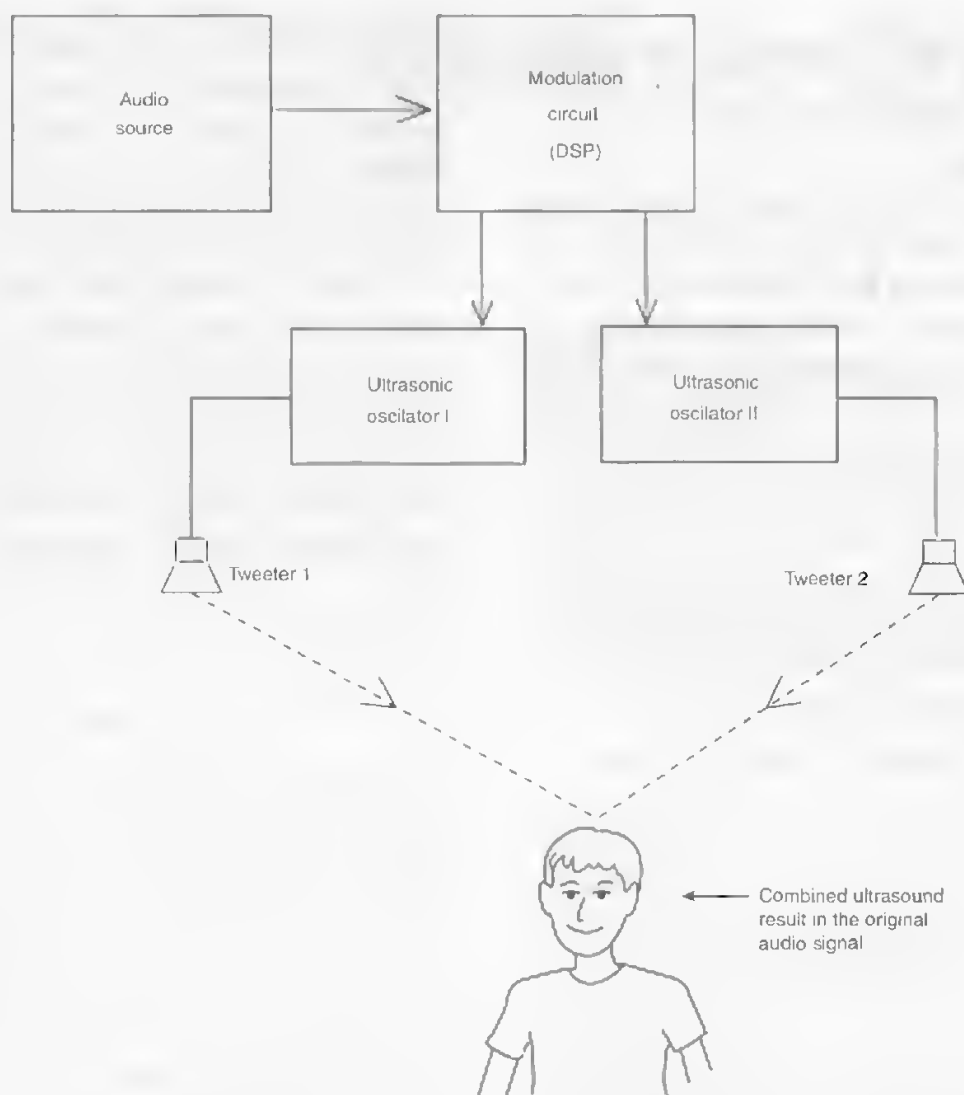 Audio
source
Modulation
circuit
(DSP)
Ultrasonic
oscilator I
Ultrasonic
oscilator II
Tweeter 1
Tweeter 2
Combined ultrasound
result in the original
audio signal